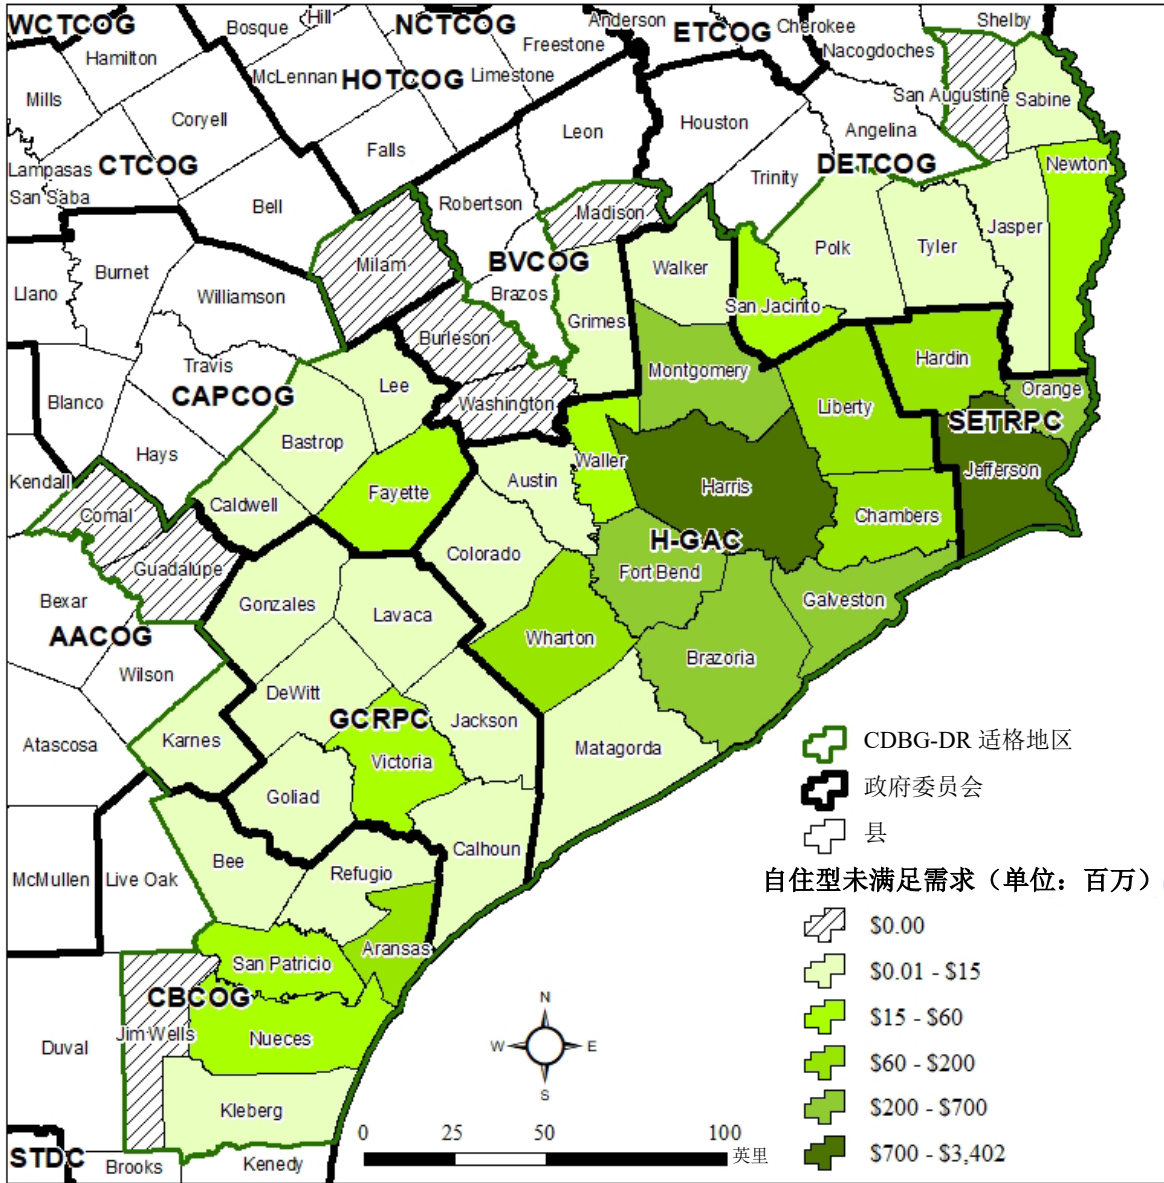 WCTCOG
Hill
Bosque
NCTCOG
Anderson
Cherokee
Shelby
ETCOG
Hamilton
Freestone
Nacogdoches
McLennan
HOTCOG
Limestone
Mills
San Augustine
Sabine
Coryell
Leon
Houston
Angelina
Falls
Lampasas
CTCOG
DETCOG
Newton
San Saba
Trinity
Bell
Robertson
Madison
Jasper
Polk
Tyler
Milam
BVCOG
Walker
Burnet
Llano
Williamson
Brazos
San Jacinto
Grimes
Burleson
Hardin
Travis
Montgomery
Lee
Orange
CAPCOG
Blanco
Washington
Liberty
SETRPC
Bastrop
Hays
Waller
Jefferson
Kendall
Austin
Harris
Fayette
Caldwell
Comal
Chambers
H-GAC
Colorado
Guadalupe
Fort Bend
Bexar
Gonzales
Lavaca
Galveston
AACOG
Wharton
Brazoria
Wilson
DeWitt
GCRPC
Jackson
Karnes
Atascosa
Matagorda
Victoria
Goliad
CDBG-DR 适格地区
政府委员会
县
Bee
Calhoun
Refugio
McMullen
Live Oak
自住型未满足需求（单位：百万）
$0.00
Aransas
San Patricio
$0.01 - $15
CBCOG
$15 - $60
Jim Wells
Nueces
Duval
N
W
E
S
$60 - $200
Kleberg
$200 - $700
0
25
50
100
英里
$700 - $3,402
STDC
Brooks
Kenedy